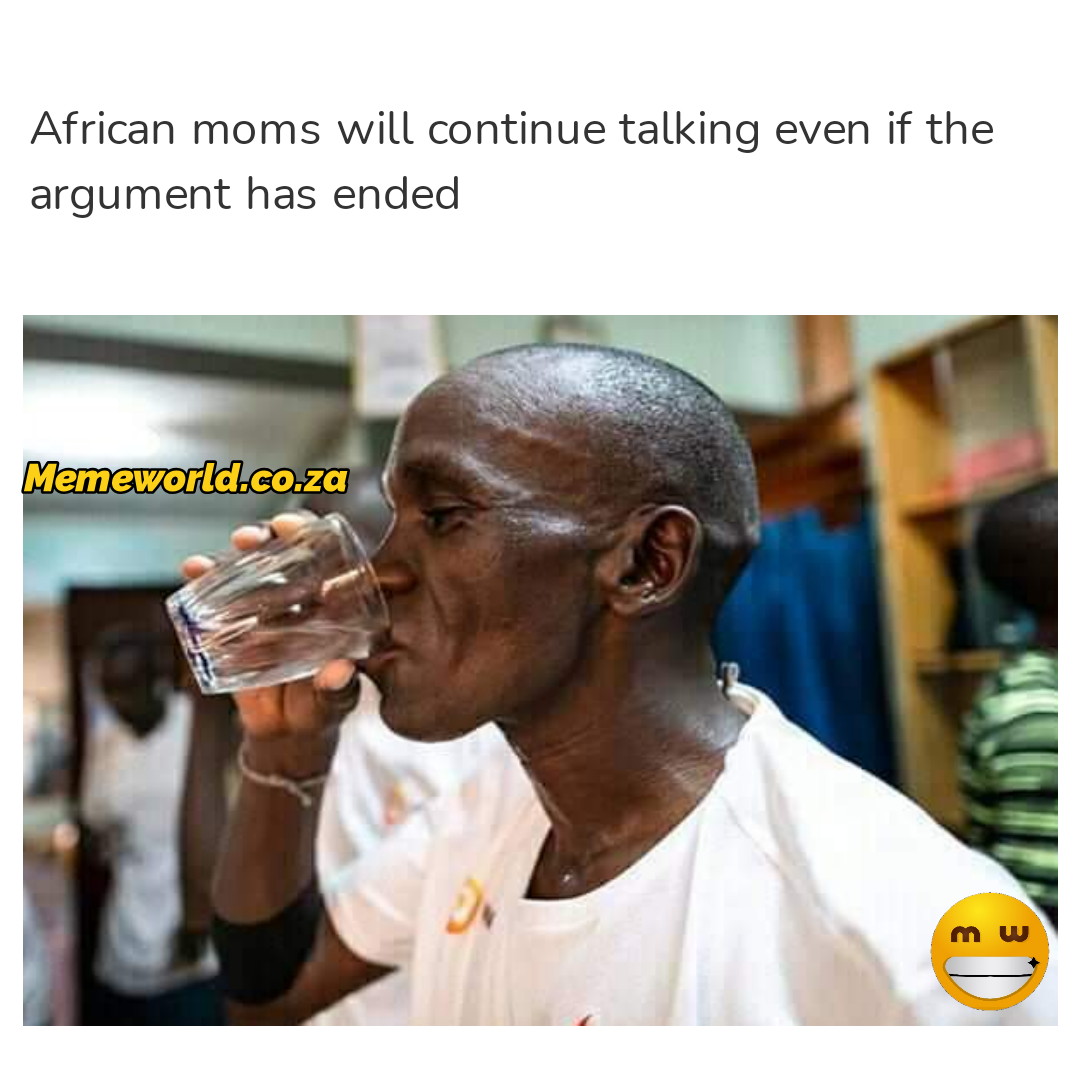 African moms will continue talking even if the
argument has ended
Memeworld.co.za
m w